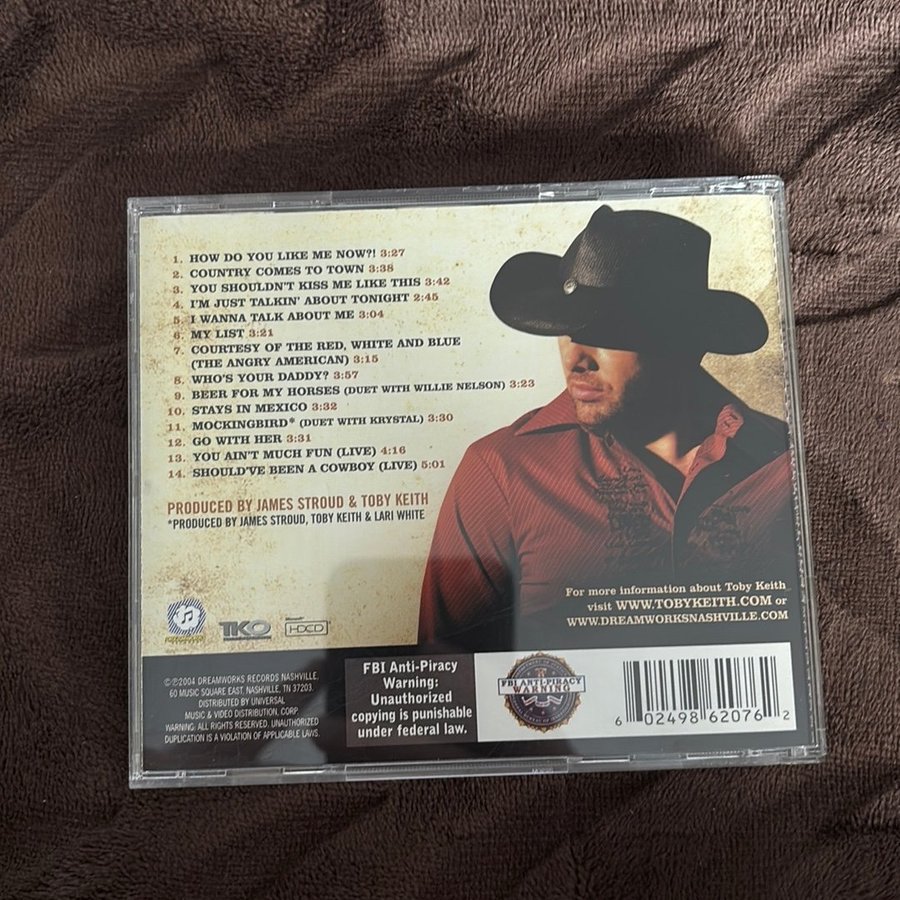 1. HOW DO YOU LIKE ME NOW?! 3:27
2. COUNTRY COMES TO TOWN 3:38
3. YOU SHOULDN'T KISS ME LIKE THIS 3:42
4. I'M JUST TALKIN' ABOUT TONIGHT 2:45
5. I WANNA TALK ABOUT ME 3:04
6. MY LIST 3:21
7. COURTESY OF THE RED, WHITE AND BLUE
(THE ANGRY AMERICAN) 3:15
8. WHO'S YOUR DADDY? 3:57
9. BEER FOR MY HORSES (DUET WITH WILLIE NELSON) 3:23
10. STAYS IN MEXICO 3:32
11. MOCKINGBIRD* (DUET WITH KRYSTAL) 3:30
12. GO WITH HER 3:31
13. YOU AIN'T MUCH FUN (LIVE) 4:16
14. SHOULD'VE BEEN A COWBOY (LIVE) 5:01
PRODUCED BY JAMES STROUD & TOBY KEITH
*PRODUCED BY JAMES STROUD, TOBY KEITH & LARI WHITE
For more information about Toby Keith
visit WWW.TOBYKEITH.COM or
WWW.DREAMWORKSNASHVILLE.COM
TKO
HDCD
©℗2004 DREAMWORKS RECORDS NASHVILLE,
60 MUSIC SQUARE EAST, NASHVILLE, TN 37203.
DISTRIBUTED BY UNIVERSAL
MUSIC & VIDEO DISTRIBUTION, CORP.
WARNING: ALL RIGHTS RESERVED. UNAUTHORIZED
DUPLICATION IS A VIOLATION OF APPLICABLE LAWS.
FBI Anti-Piracy
Warning:
Unauthorized
copying is punishable
under federal law.
FBI ANTI-PIRACY
WARNING
6 02498 62076 2